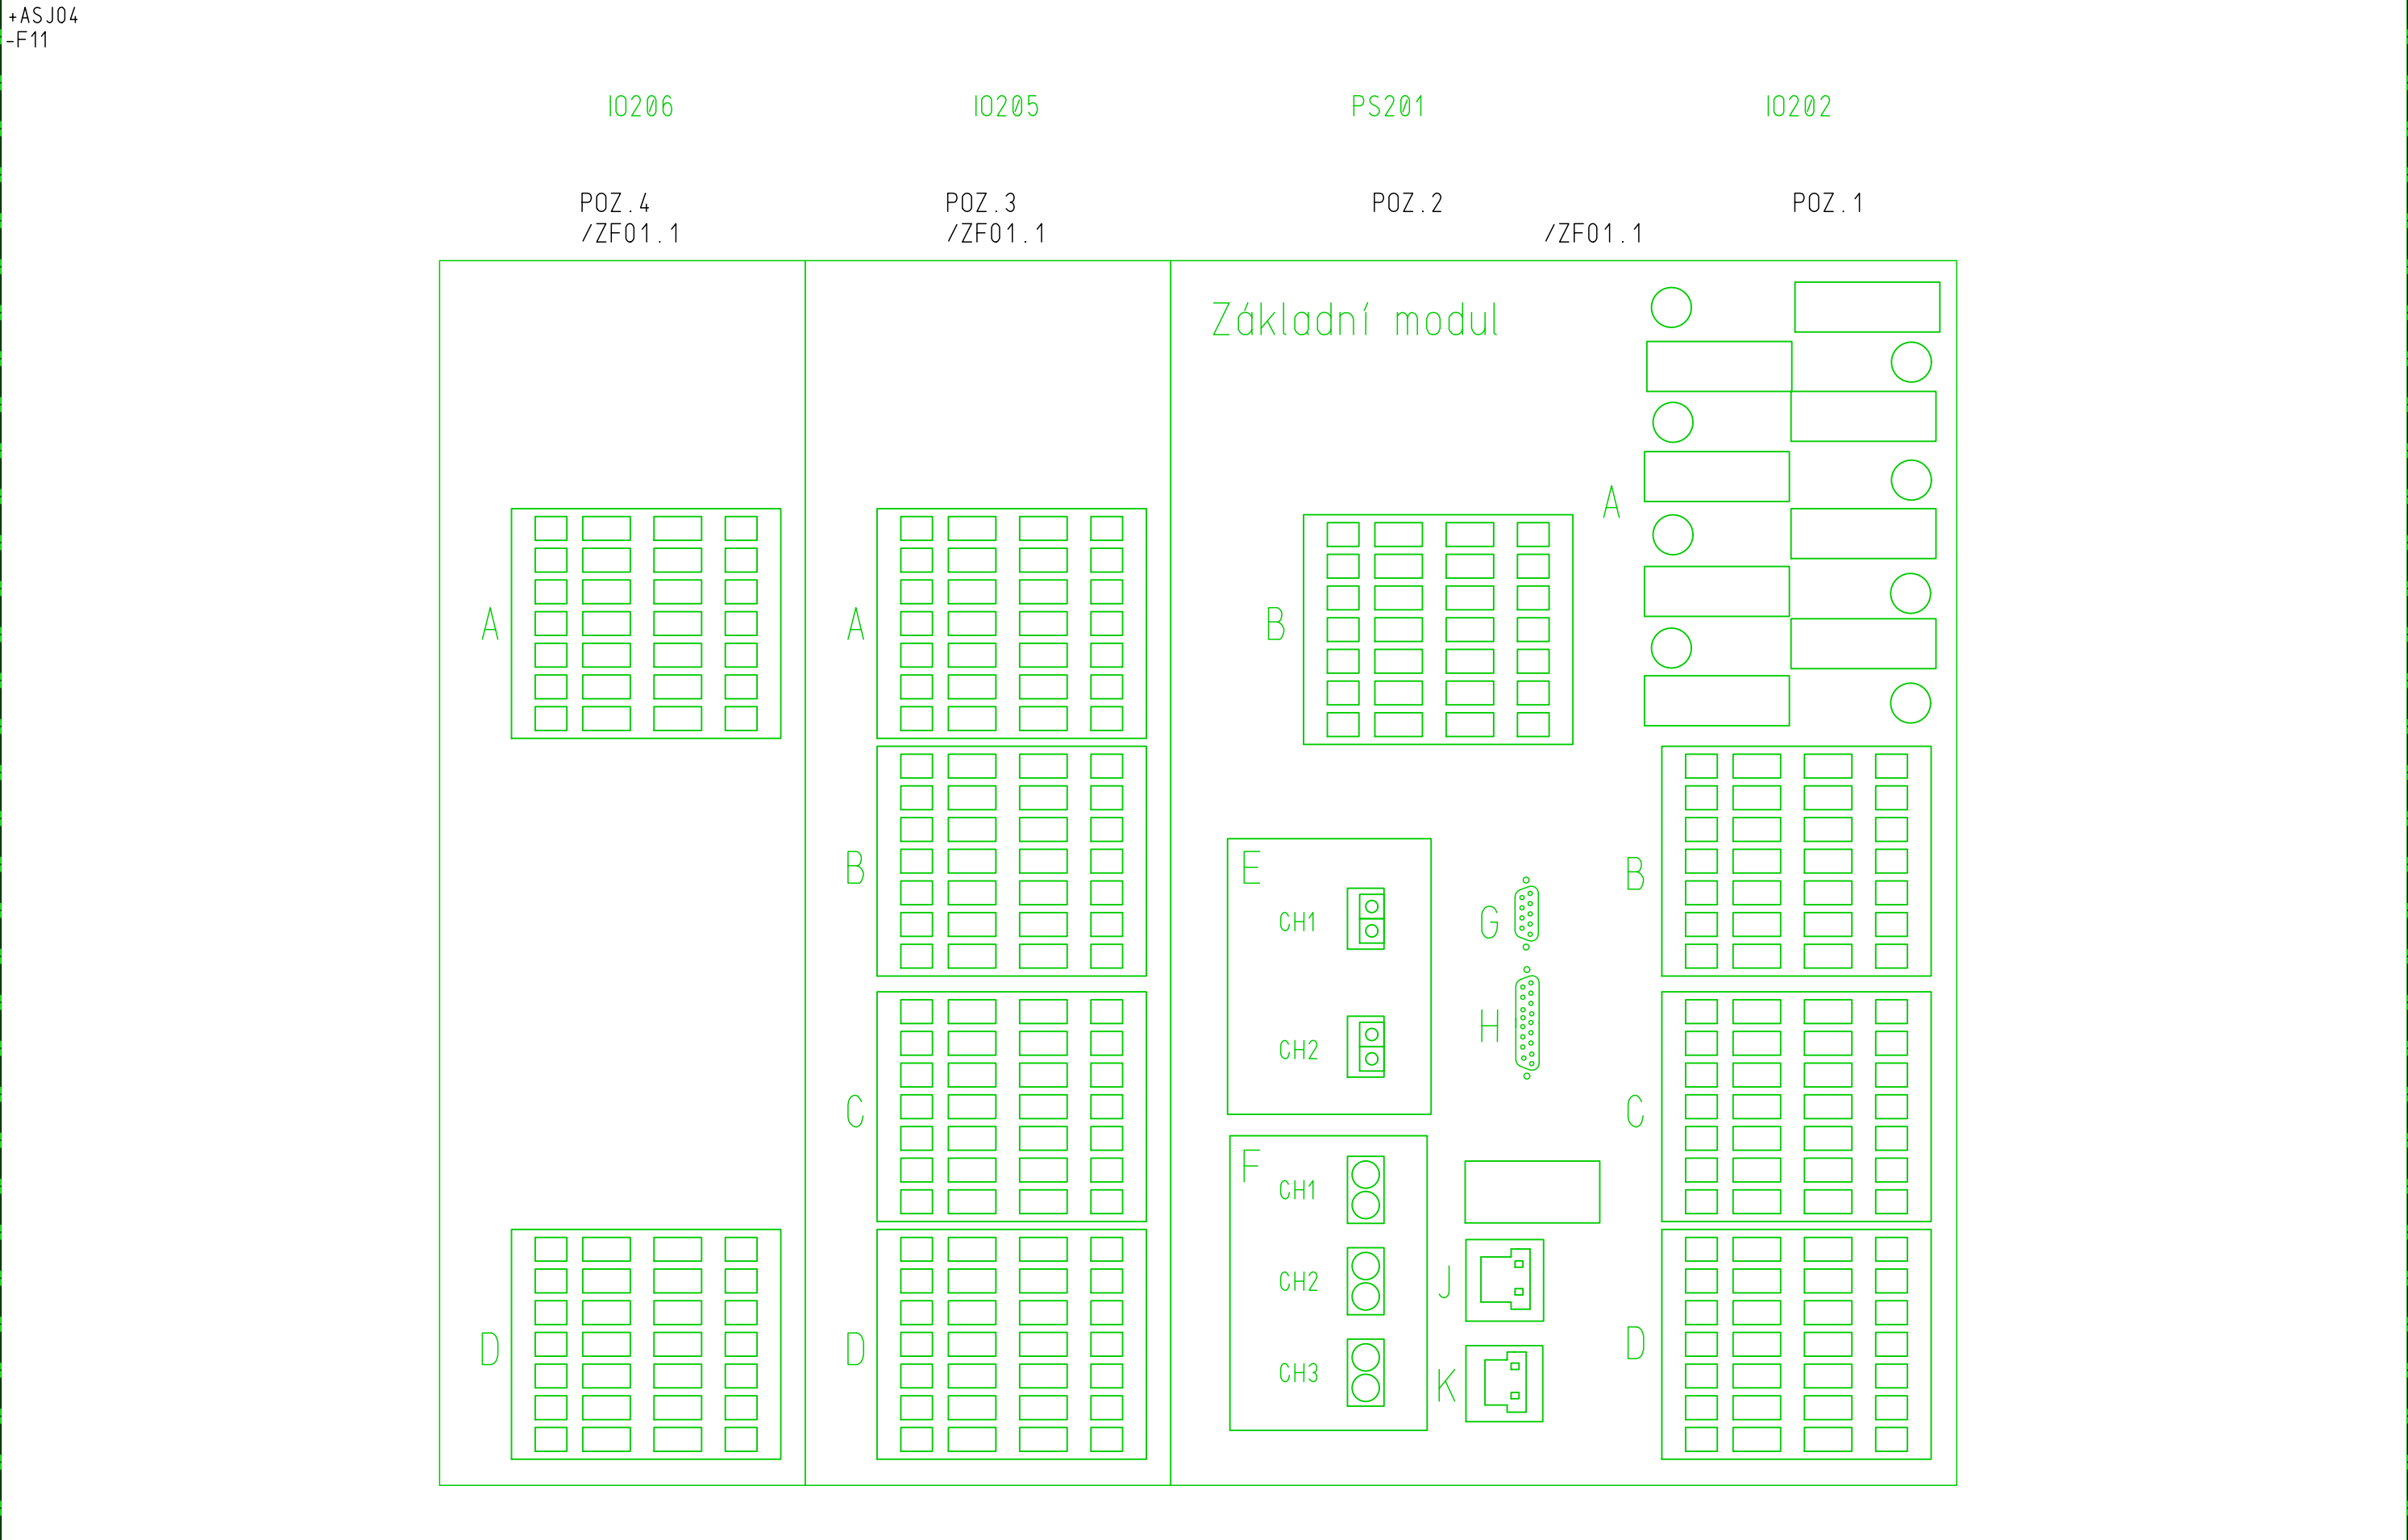 +ASJ04
-F11
IO206 IO205 PS201 IO202
POZ.4 POZ.3 POZ.2 POZ.1
/ZF01.1 /ZF01.1 /ZF01.1
Základní modul
A
A
A
B
B
E
B
CH1
G
H
CH2
C
C
F
CH1
CH2
J
D
D
D
CH3
K